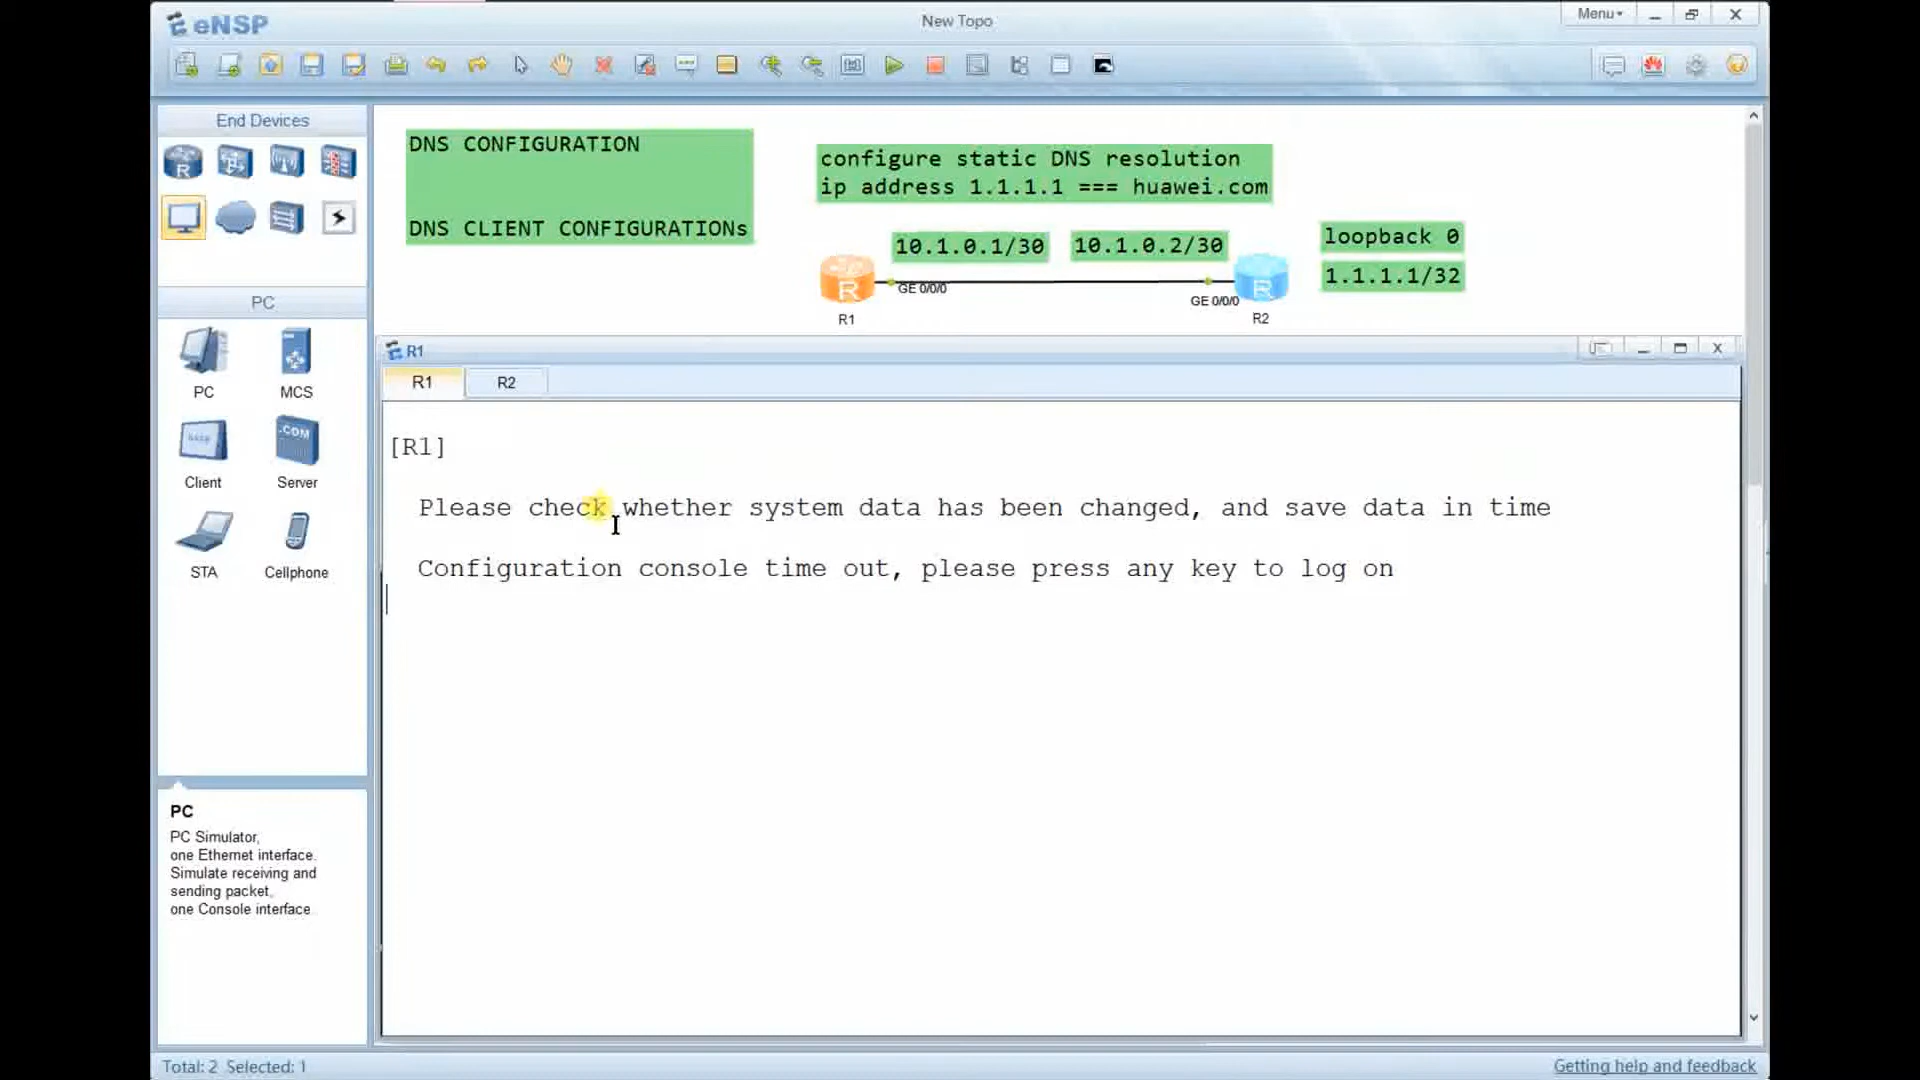 eNSP
New Topo
Menu
End Devices
DNS CONFIGURATION
DNS CLIENT CONFIGURATIONs
configure static DNS resolution
ip address 1.1.1.1 === huawei.com
10.1.0.1/30
10.1.0.2/30
loopback 0
1.1.1.1/32
R
GE 0/0/0
GE 0/0/0
R
R
R1
R2
PC
R1
R1
R2
PC
MCS
.COM
Client
Server
STA
Cellphone
[R1]
Please check whether system data has been changed, and save data in time
Configuration console time out, please press any key to log on
PC
PC Simulator,
one Ethernet interface.
Simulate receiving and
sending packet,
one Console interface.
Total: 2 Selected: 1
Getting help and feedback